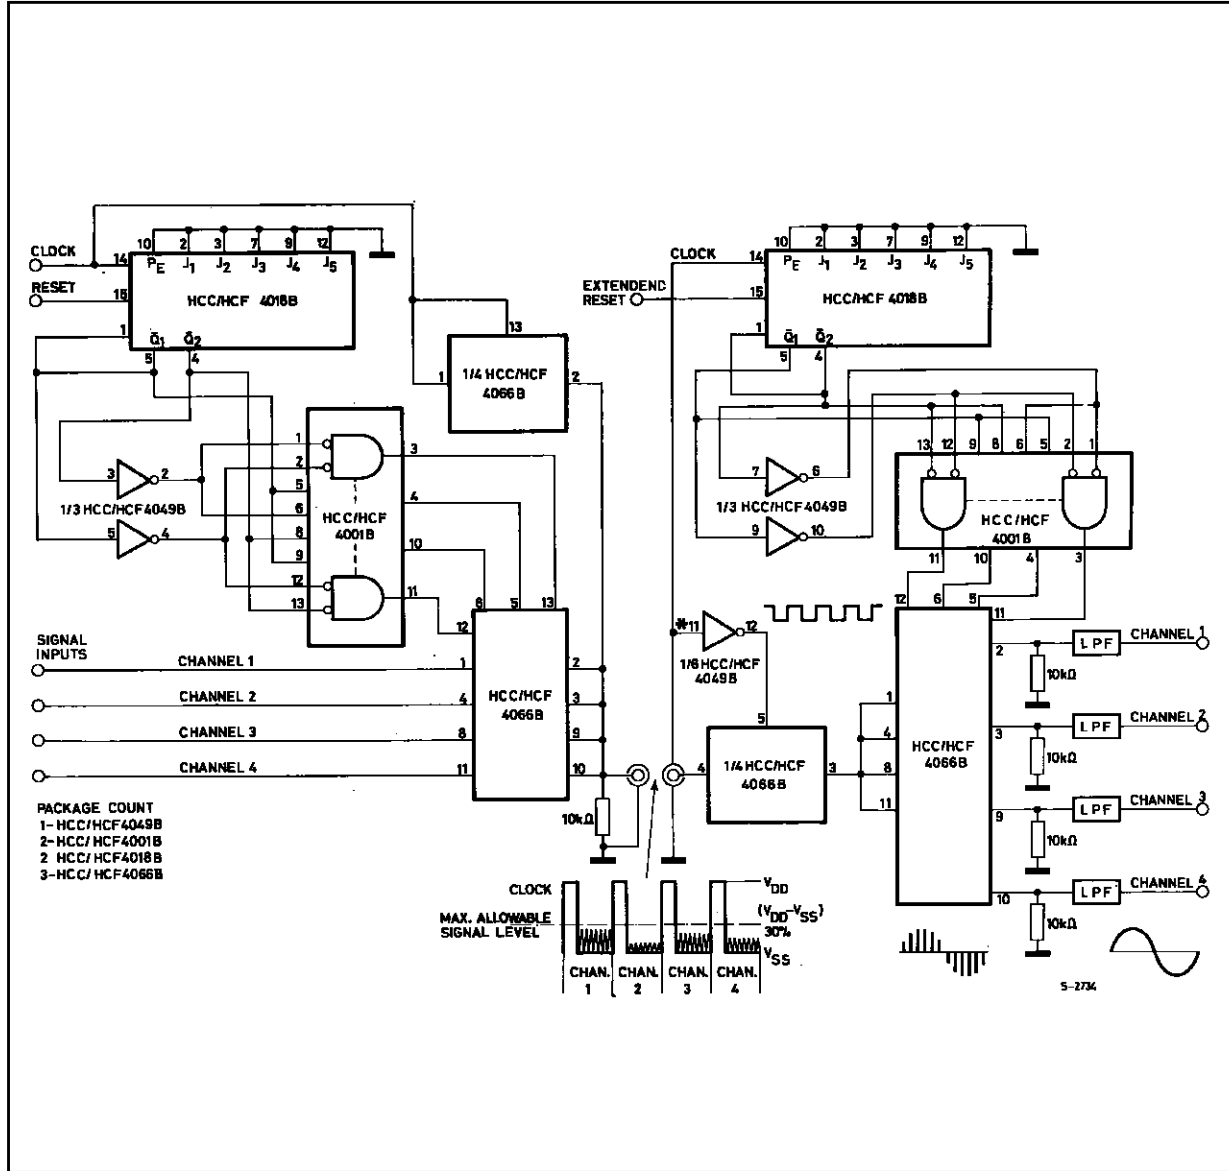 CLOCK
RESET
14
15
1
10
2
3
7
9
12
PE
J1
J2
J3
J4
J5
HCC/HCF 4018B
Q̄1
Q̄2
5
4
13
1
1/4 HCC/HCF
4066B
2
3
2
1/3 HCC/HCF4049B
5
4
1
2
5
6
8
9
12
13
HCC/HCF
4001B
3
4
10
11
6
5
13
12
SIGNAL
INPUTS
CHANNEL 1
CHANNEL 2
CHANNEL 3
CHANNEL 4
1
4
8
11
HCC/HCF
4066B
2
3
9
10
10kΩ
PACKAGE COUNT
1-HCC/HCF4049B
2-HCC/HCF4001B
2 HCC/HCF4018B
3-HCC/HCF4066B
CLOCK
MAX. ALLOWABLE
SIGNAL LEVEL
VDD
(VDD-VSS)
30%
VSS
CHAN.
1
CHAN.
2
CHAN.
3
CHAN.
4
CLOCK
EXTENDEND
RESET
14
15
1
10
2
3
7
9
12
PE
J1
J2
J3
J4
J5
HCC/HCF 4018B
Q̄1
Q̄2
5
4
7
6
1/3 HCC/HCF4049B
9
10
13
12
9
8
6
5
2
1
HCC/HCF
4001B
11
10
4
3
*11
12
1/6 HCC/HCF
4049B
5
4
1/4 HCC/HCF
4066B
3
12
6
5
11
1
4
8
11
HCC/HCF
4066B
2
3
9
10
LPF
CHANNEL 1
10kΩ
LPF
CHANNEL 2
10kΩ
LPF
CHANNEL 3
10kΩ
LPF
CHANNEL 4
10kΩ
S-2734